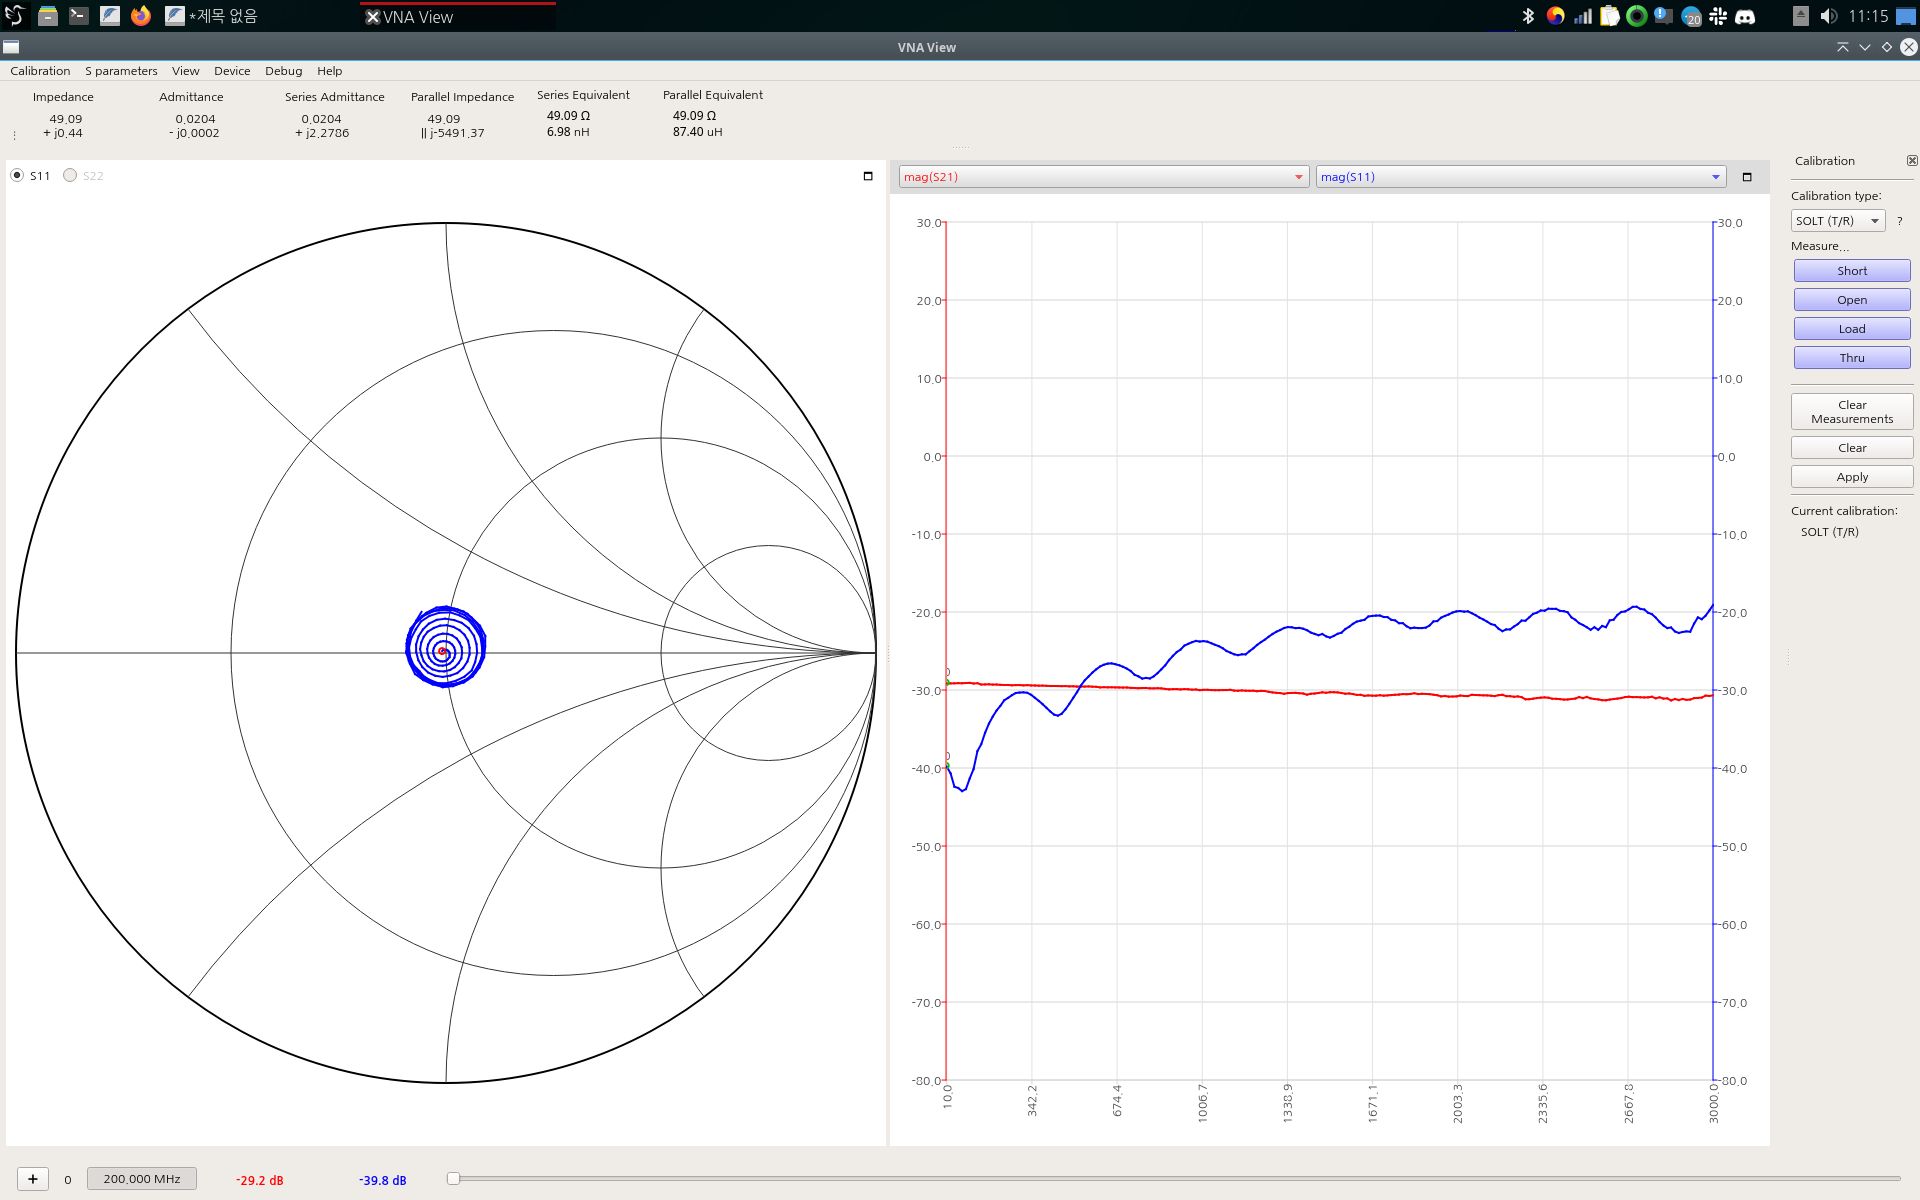 *제목 없음
VNA View
20
11:15
VNA View
Calibration S parameters View Device Debug Help
Impedance Admittance Series Admittance Parallel Impedance Series Equivalent Parallel Equivalent
49.09 0.0204 0.0204 49.09 49.09 Ω 49.09 Ω
+ j0.44 - j0.0002 + j2.2786 || j-5491.37 6.98 nH 87.40 uH
S11 S22
mag(S21) mag(S11)
30.0 30.0
20.0 20.0
10.0 10.0
0.0 0.0
-10.0 -10.0
-20.0 -20.0
-30.0 -30.0
-40.0 -40.0
-50.0 -50.0
-60.0 -60.0
-70.0 -70.0
-80.0 -80.0
0
0
10.0 342.2 674.4 1006.7 1338.9 1671.1 2003.3 2335.6 2667.8 3000.0
Calibration
Calibration type:
SOLT (T/R) ?
Measure...
Short
Open
Load
Thru
Clear
Measurements
Clear
Apply
Current calibration:
SOLT (T/R)
+ 0 200.000 MHz -29.2 dB -39.8 dB